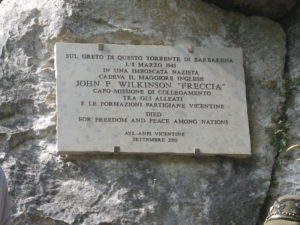 SUL GRETO DI QUESTO TORRENTE DI BARBARENA
L'8 MARZO 1945
IN UNA IMBOSCATA NAZISTA
CADEVA IL MAGGIORE INGLESE
JOHN P. WILKINSON "FRECCIA"
CAPO-MISSIONE DI COLLEGAMENTO
TRA GLI ALLEATI
E LE FORMAZIONI PARTIGIANE VICENTINE
DIED
FOR FREEDOM AND PEACE AMONG NATIONS
AVL-ANEI VICENTINE
SETTEMBRE